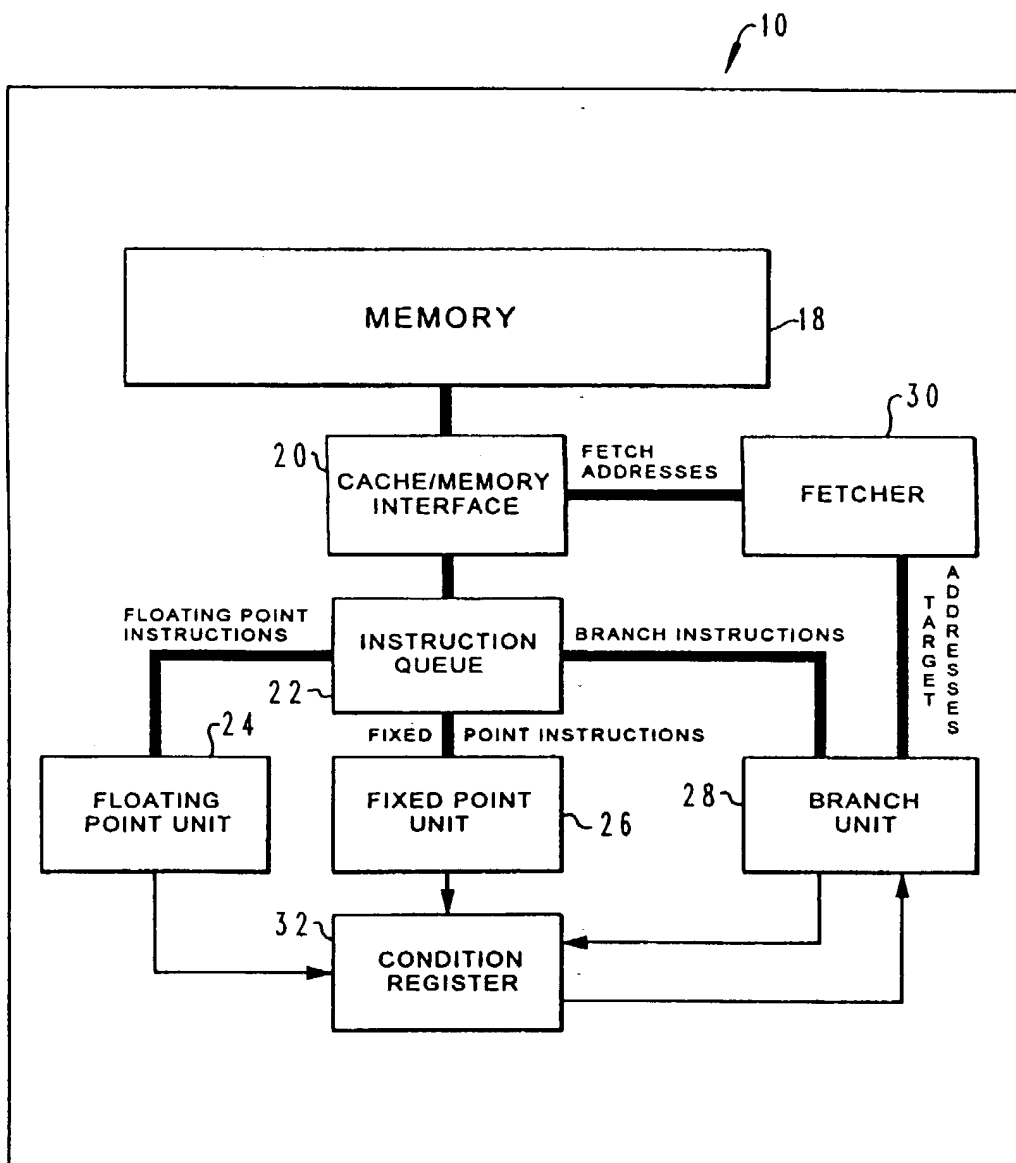 10
MEMORY
18
30
20
CACHE/MEMORY
INTERFACE
FETCH
ADDRESSES
FETCHER
FLOATING POINT
INSTRUCTIONS
INSTRUCTION
QUEUE
BRANCH INSTRUCTIONS
TARGET
ADDRESSES
22
24
FIXED POINT INSTRUCTIONS
FLOATING
POINT UNIT
FIXED POINT
UNIT
26
28
BRANCH
UNIT
32
CONDITION
REGISTER